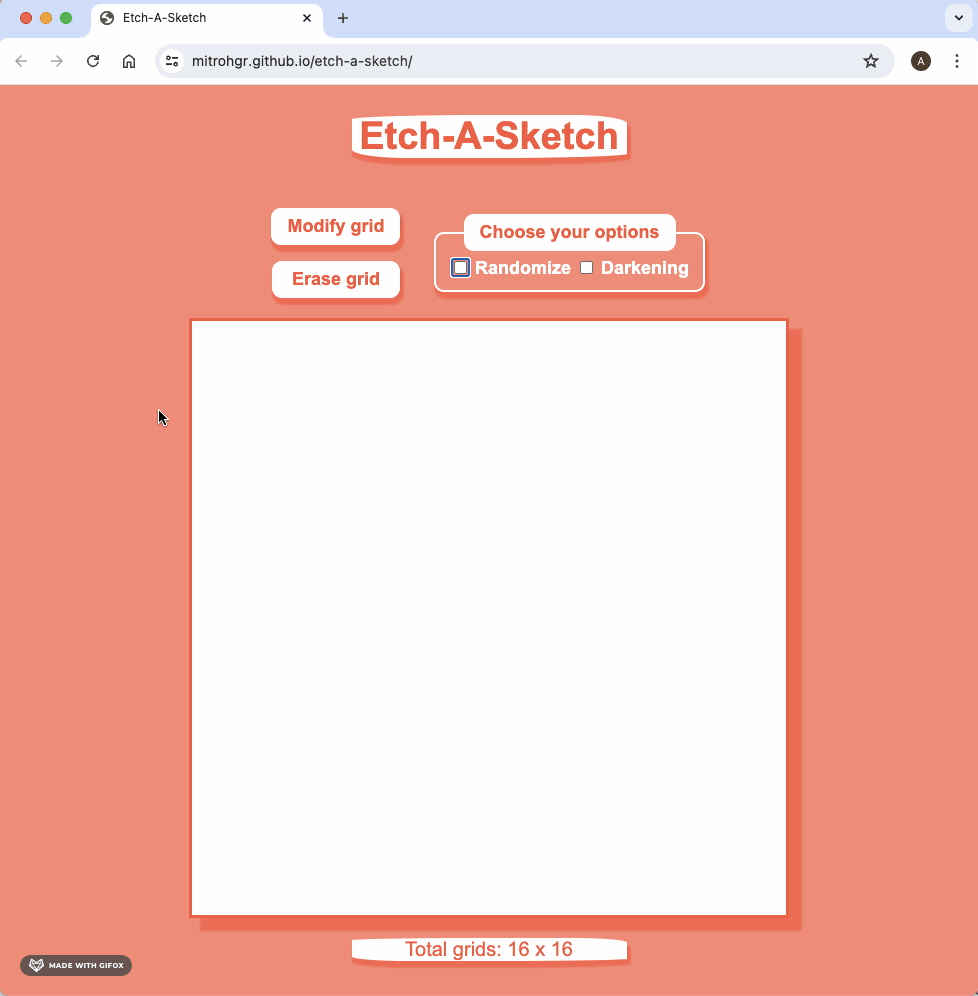 Etch-A-Sketch
mitrohgr.github.io/etch-a-sketch/
A
Etch-A-Sketch
Modify grid
Choose your options
Erase grid
Randomize Darkening
Total grids: 16 x 16
MADE WITH GIFOX